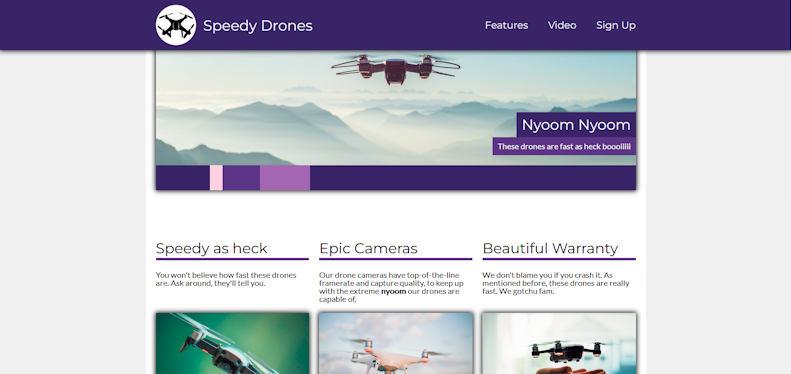 Speedy Drones
Features
Video
Sign Up
Nyoom Nyoom
These drones are fast as heck boooiiiii
Speedy as heck
You won't believe how fast these drones
are. Ask around, they'll tell you.
Epic Cameras
Our drone cameras have top-of-the-line
framerate and capture quality, to keep up
with the extreme nyoom our drones are
capable of.
Beautiful Warranty
We don't blame you if you crash it. As
mentioned before, these drones are really
fast. We gotchu fam.